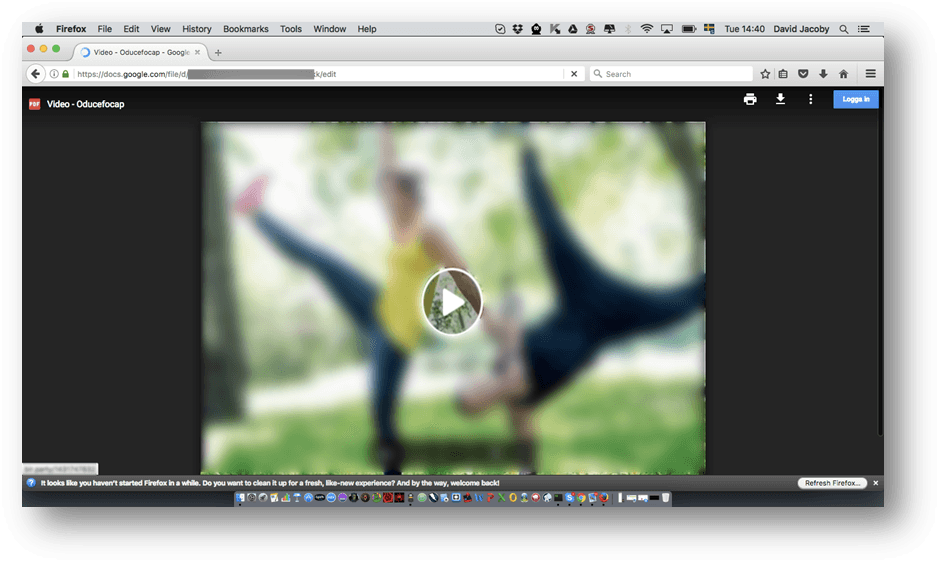 Firefox File Edit View History Bookmarks Tools Window Help Tue 14:40 David Jacoby
Video - Oducefocap - Google.
https://docs.google.com/file/d/ k/edit Search
PDF Video - Oducefocap Logga in
It looks like you haven't started Firefox in a while. Do you want to clean it up for a fresh, like-new experience? And by the way, welcome back! Refresh Firefox...